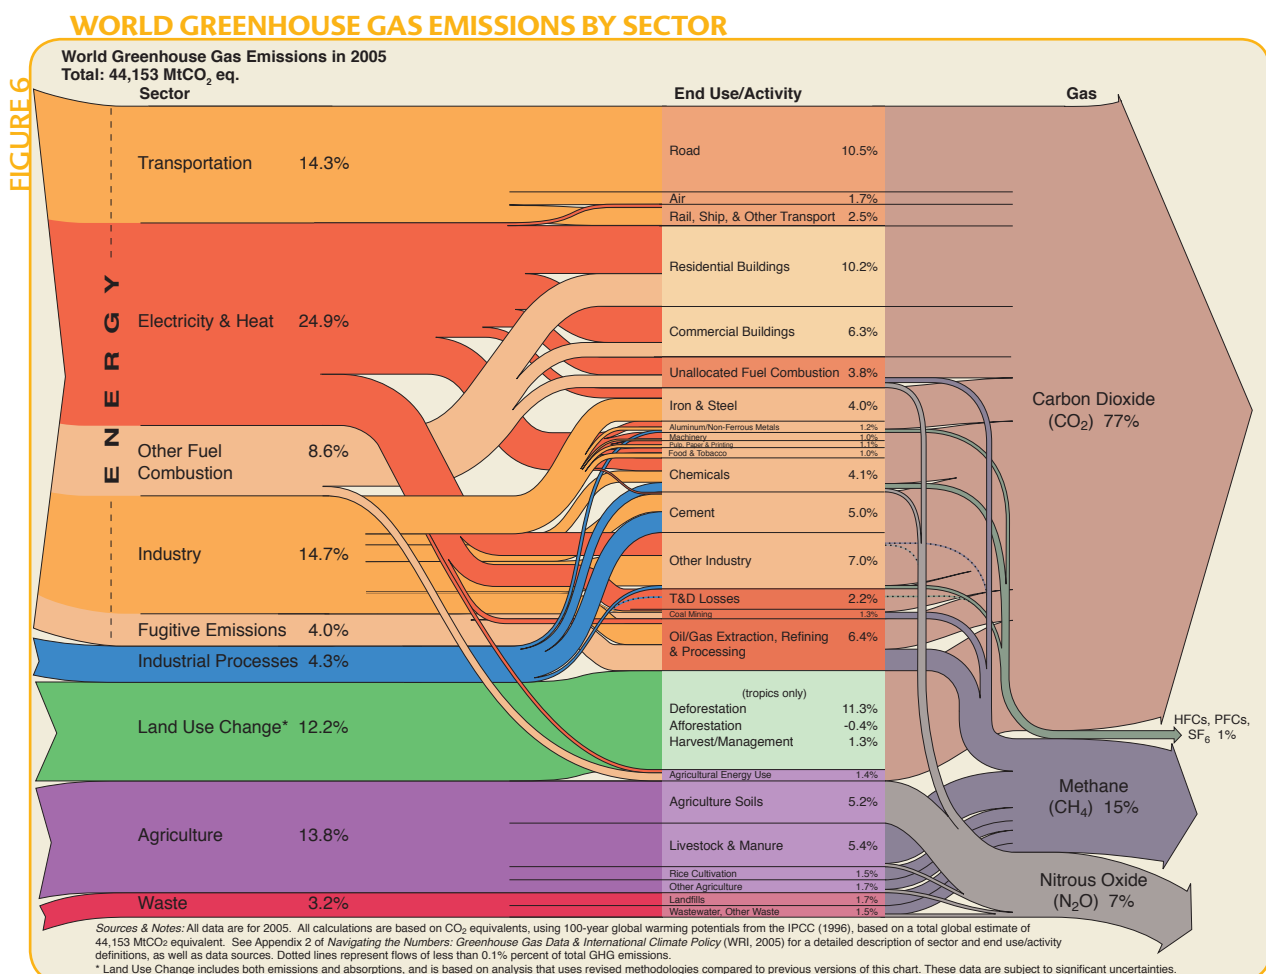 WORLD GREENHOUSE GAS EMISSIONS BY SECTOR
FIGURE 6
World Greenhouse Gas Emissions in 2005
Total: 44,153 MtCO2 eq.
Sector
End Use/Activity
Gas
ENERGY
Transportation 14.3%
Electricity & Heat 24.9%
Other Fuel
Combustion 8.6%
Industry 14.7%
Fugitive Emissions 4.0%
Industrial Processes 4.3%
Land Use Change* 12.2%
Agriculture 13.8%
Waste 3.2%
Road 10.5%
Air 1.7%
Rail, Ship, & Other Transport 2.5%
Residential Buildings 10.2%
Commercial Buildings 6.3%
Unallocated Fuel Combustion 3.8%
Iron & Steel 4.0%
Aluminum/Non-Ferrous Metals 1.2%
Machinery 1.0%
Pulp, Paper & Printing 1.1%
Food & Tobacco 1.0%
Chemicals 4.1%
Cement 5.0%
Other Industry 7.0%
T&D Losses 2.2%
Coal Mining 1.3%
Oil/Gas Extraction, Refining 6.4%
& Processing
(tropics only)
Deforestation 11.3%
Afforestation -0.4%
Harvest/Management 1.3%
Agricultural Energy Use 1.4%
Agriculture Soils 5.2%
Livestock & Manure 5.4%
Rice Cultivation 1.5%
Other Agriculture 1.7%
Landfills 1.7%
Wastewater, Other Waste 1.5%
Carbon Dioxide
(CO2) 77%
HFCs, PFCs,
SF6 1%
Methane
(CH4) 15%
Nitrous Oxide
(N2O) 7%
Sources & Notes: All data are for 2005. All calculations are based on CO2 equivalents, using 100-year global warming potentials from the IPCC (1996), based on a total global estimate of
44,153 MtCO2 equivalent. See Appendix 2 of Navigating the Numbers: Greenhouse Gas Data & International Climate Policy (WRI, 2005) for a detailed description of sector and end use/activity
definitions, as well as data sources. Dotted lines represent flows of less than 0.1% percent of total GHG emissions.
* Land Use Change includes both emissions and absorptions, and is based on analysis that uses revised methodologies compared to previous versions of this chart. These data are subject to significant uncertainties.